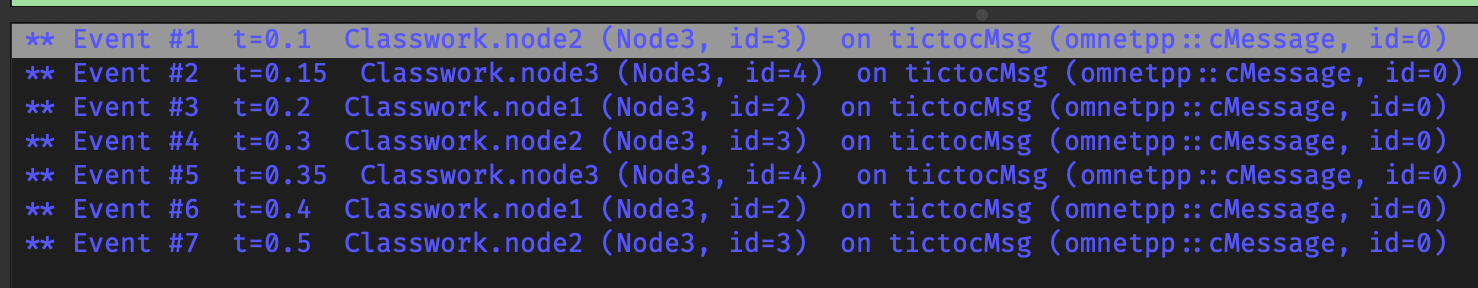 ** Event #1  t=0.1  Classwork.node2 (Node3, id=3)  on tictocMsg (omnetpp::cMessage, id=0)
** Event #2  t=0.15  Classwork.node3 (Node3, id=4)  on tictocMsg (omnetpp::cMessage, id=0)
** Event #3  t=0.2  Classwork.node1 (Node3, id=2)  on tictocMsg (omnetpp::cMessage, id=0)
** Event #4  t=0.3  Classwork.node2 (Node3, id=3)  on tictocMsg (omnetpp::cMessage, id=0)
** Event #5  t=0.35  Classwork.node3 (Node3, id=4)  on tictocMsg (omnetpp::cMessage, id=0)
** Event #6  t=0.4  Classwork.node1 (Node3, id=2)  on tictocMsg (omnetpp::cMessage, id=0)
** Event #7  t=0.5  Classwork.node2 (Node3, id=3)  on tictocMsg (omnetpp::cMessage, id=0)